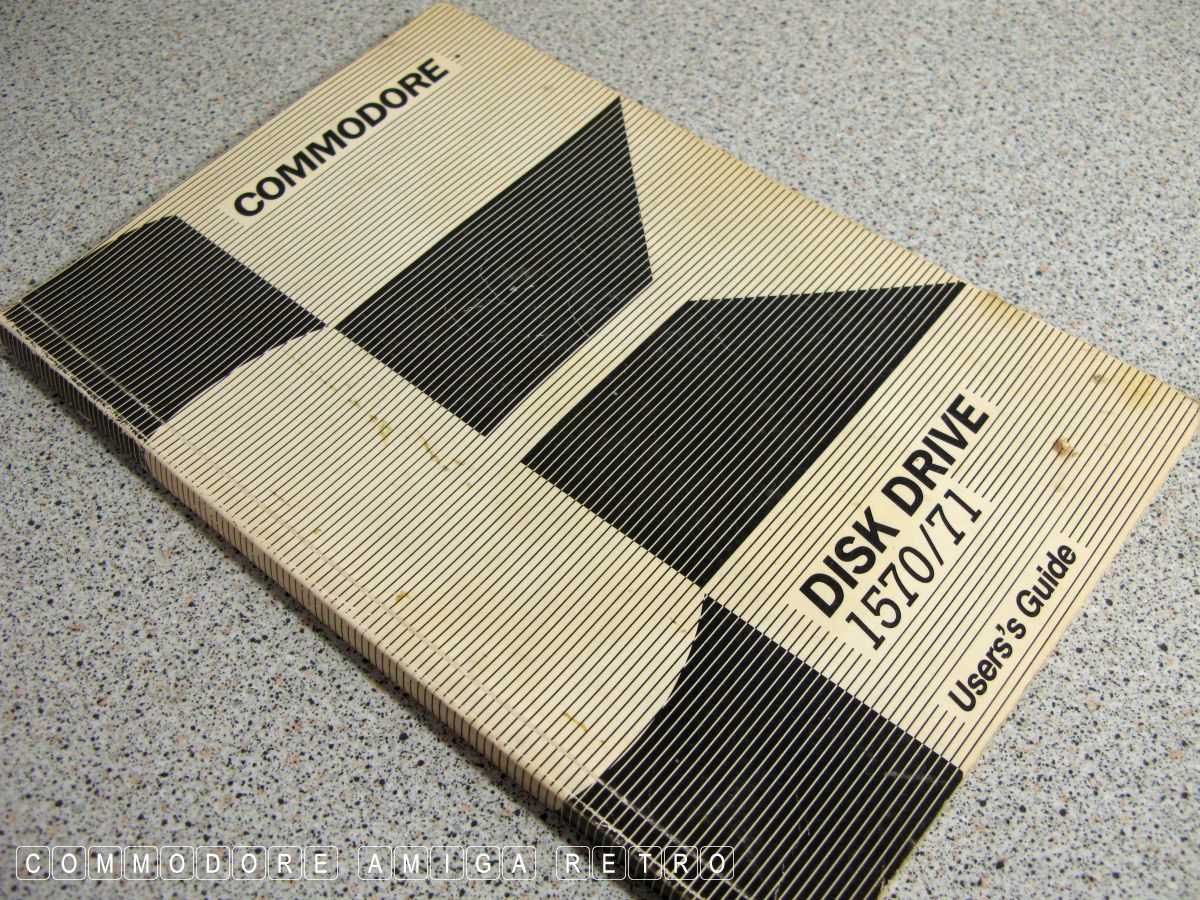 COMMODORE
DISK DRIVE
1570/71
Users's Guide
COMMODORE AMIGA RETRO